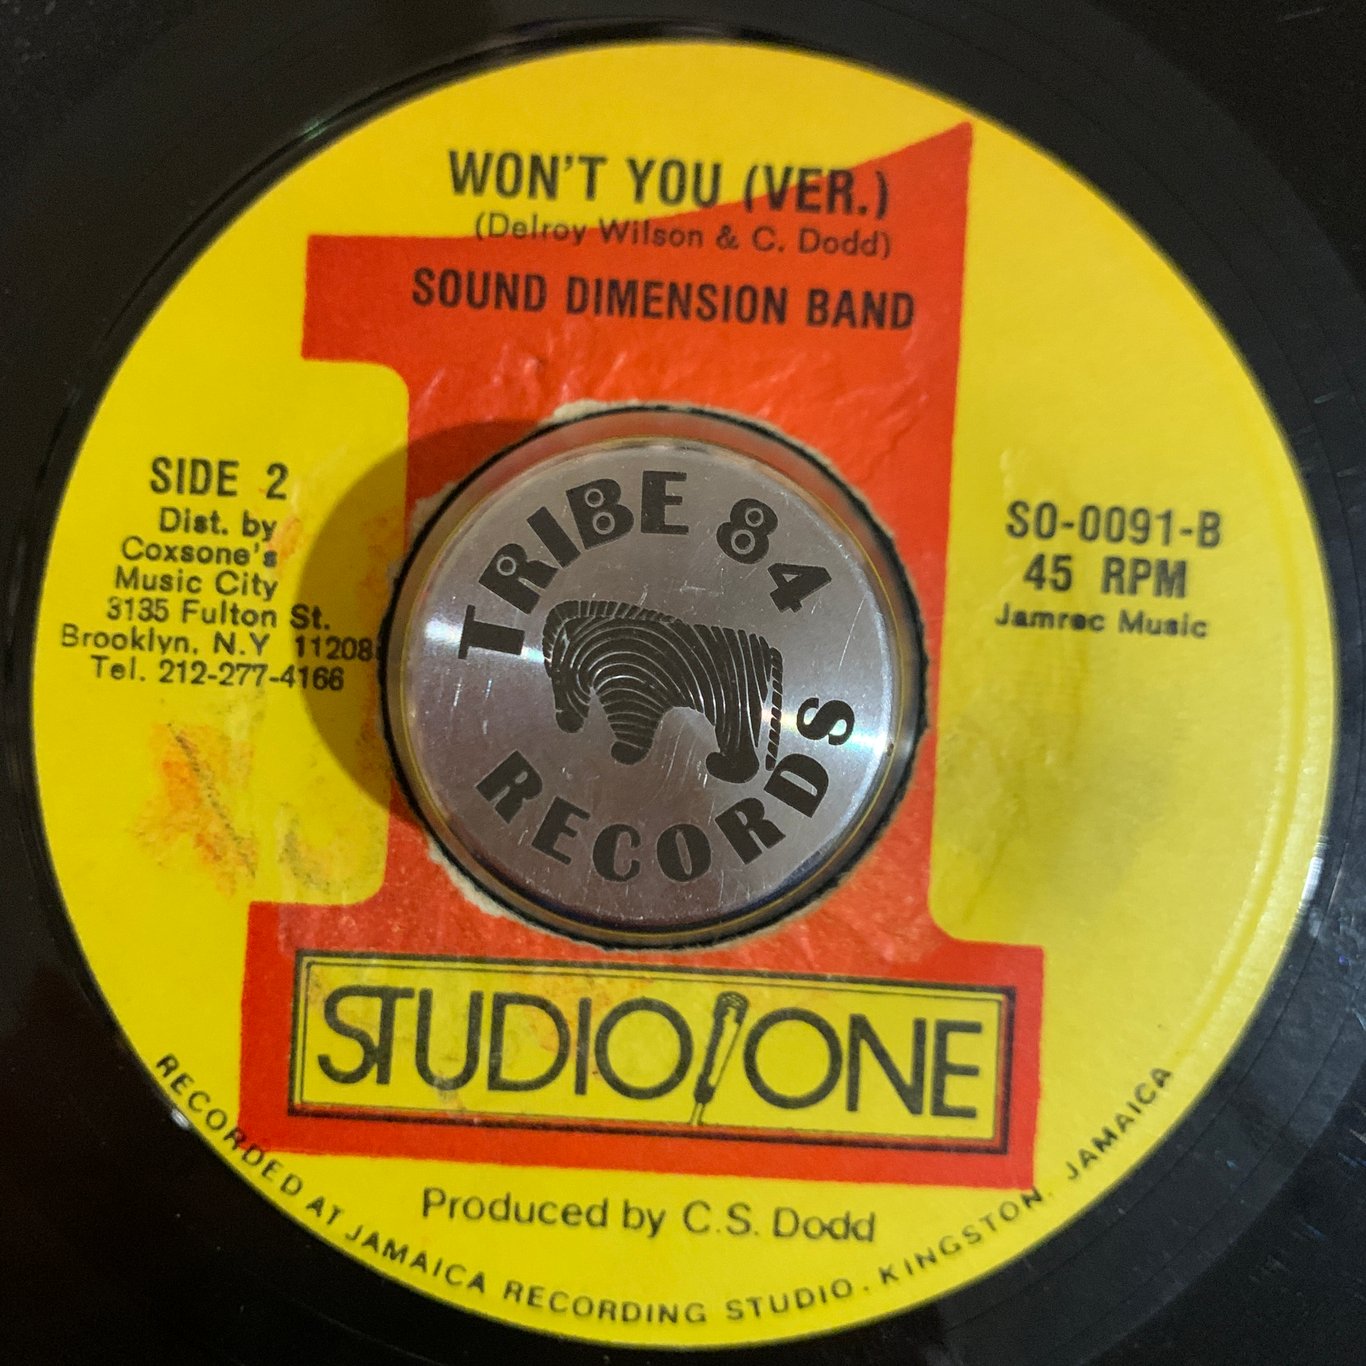 WON'T YOU (VER.)
(Delroy Wilson & C. Dodd)
SOUND DIMENSION BAND
SIDE 2
Dist. by
Coxsone's
Music City
3135 Fulton St.
Brooklyn, N.Y 11208
Tel. 212-277-4166
SO-0091-B
45 RPM
Jamrec Music
TRIBE 84
RECORDS
STUDIO ONE
Produced by C.S. Dodd
RECORDED AT JAMAICA RECORDING STUDIO. KINGSTON. JAMAICA